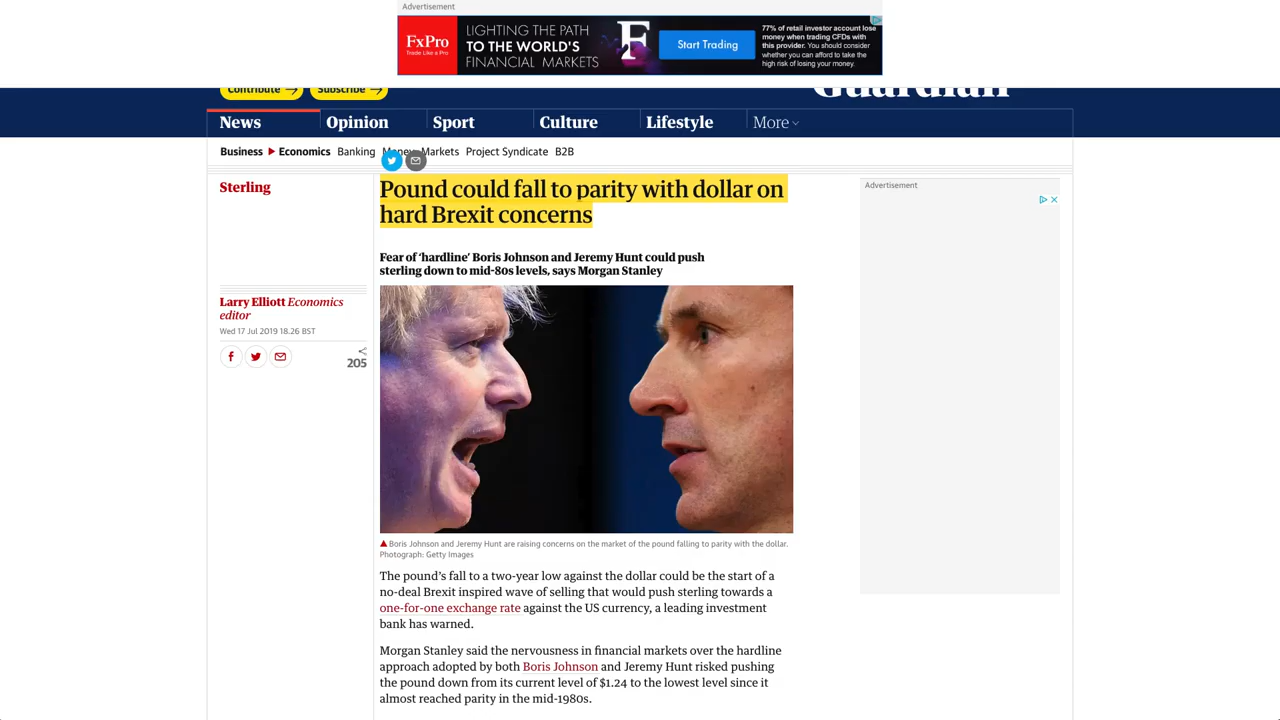 Advertisement
FxPro
Trade Like a Pro
LIGHTING THE PATH
TO THE WORLD'S
FINANCIAL MARKETS
F
Start Trading
77% of retail investor account lose
money when trading CFDs with
this provider. You should consider
whether you can afford to take the
high risk of losing your money.
Contribute →
Subscribe →
Guardian
News
Opinion
Sport
Culture
Lifestyle
More
Business ▶ Economics Banking Money Markets Project Syndicate B2B
Sterling
Pound could fall to parity with dollar on
hard Brexit concerns
Advertisement
Fear of ‘hardline’ Boris Johnson and Jeremy Hunt could push
sterling down to mid-80s levels, says Morgan Stanley
Larry Elliott Economics
editor
Wed 17 Jul 2019 18.26 BST
205
Boris Johnson and Jeremy Hunt are raising concerns on the market of the pound falling to parity with the dollar.
Photograph: Getty Images
The pound’s fall to a two-year low against the dollar could be the start of a
no-deal Brexit inspired wave of selling that would push sterling towards a
one-for-one exchange rate against the US currency, a leading investment
bank has warned.
Morgan Stanley said the nervousness in financial markets over the hardline
approach adopted by both Boris Johnson and Jeremy Hunt risked pushing
the pound down from its current level of $1.24 to the lowest level since it
almost reached parity in the mid-1980s.